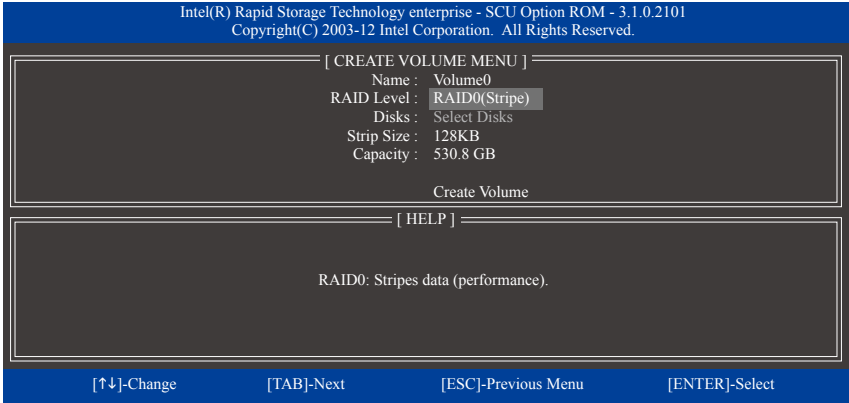 Intel(R) Rapid Storage Technology enterprise - SCU Option ROM - 3.1.0.2101
Copyright(C) 2003-12 Intel Corporation. All Rights Reserved.
[ CREATE VOLUME MENU ]
Name : Volume0
RAID Level : RAID0(Stripe)
Disks : Select Disks
Strip Size : 128KB
Capacity : 530.8 GB
Create Volume
[ HELP ]
RAID0: Stripes data (performance).
[↑↓]-Change [TAB]-Next [ESC]-Previous Menu [ENTER]-Select